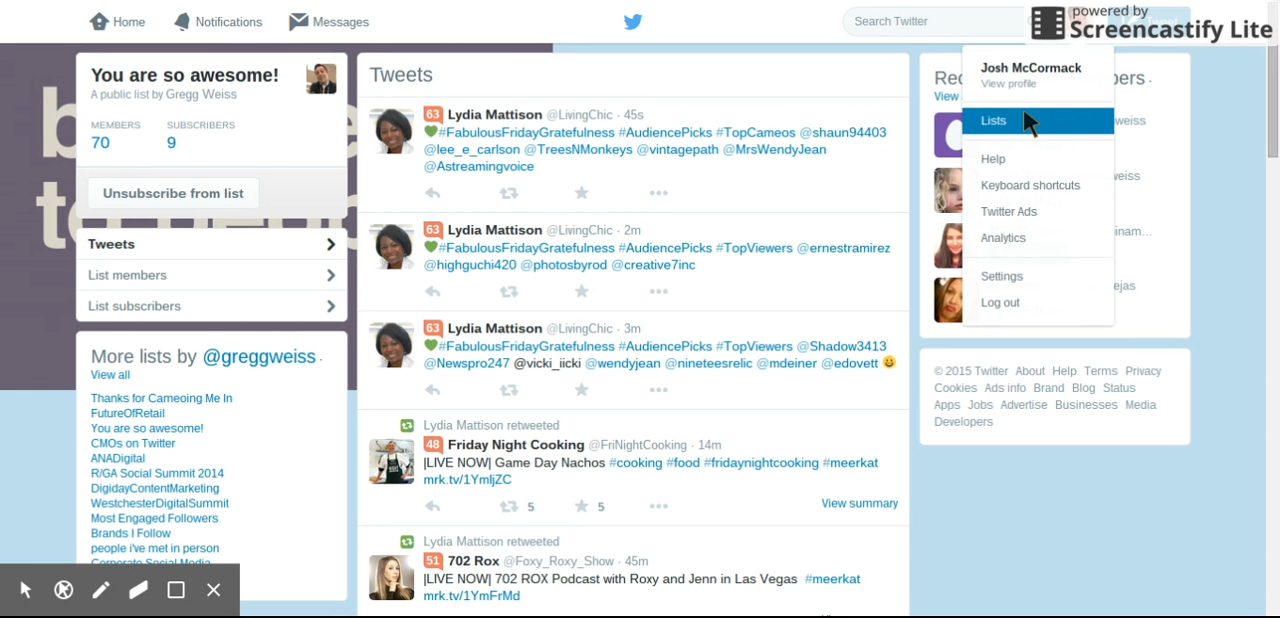 Home
Notifications
Messages
Search Twitter
powered by
Screencastify Lite
You are so awesome!
A public list by Gregg Weiss
MEMBERS
70
SUBSCRIBERS
9
Unsubscribe from list
Tweets
List members
List subscribers
More lists by @greggweiss ·
View all
Thanks for Cameoing Me In
FutureOfRetail
You are so awesome!
CMOs on Twitter
ANADigital
R/GA Social Summit 2014
DigidayContentMarketing
WestchesterDigitalSummit
Most Engaged Followers
Brands I Follow
people i've met in person
Corporate Social Media
Tweets
63 Lydia Mattison @LivingChic · 45s
💚#FabulousFridayGratefulness #AudiencePicks #TopCameos @shaun94403
@lee_e_carlson @TreesNMonkeys @vintagepath @MrsWendyJean
@Astreamingvoice
63 Lydia Mattison @LivingChic · 2m
💚#FabulousFridayGratefulness #AudiencePicks #TopViewers @ernestramirez
@highguchi420 @photosbyrod @creative7inc
63 Lydia Mattison @LivingChic · 3m
💚#FabulousFridayGratefulness #AudiencePicks #TopViewers @Shadow3413
@Newspro247 @vicki_iicki @wendyjean @nineteesrelic @mdeiner @edovett 😀
Lydia Mattison retweeted
48 Friday Night Cooking @FriNightCooking · 14m
|LIVE NOW| Game Day Nachos #cooking #food #fridaynightcooking #meerkat
mrk.tv/1YmljZC
5
5
View summary
Lydia Mattison retweeted
51 702 Rox @Foxy_Roxy_Show · 45m
|LIVE NOW| 702 ROX Podcast with Roxy and Jenn in Las Vegas #meerkat
mrk.tv/1YmFrMd
Josh McCormack
View profile
Lists
Help
Keyboard shortcuts
Twitter Ads
Analytics
Settings
Log out
View
© 2015 Twitter About Help Terms Privacy
Cookies Ads info Brand Blog Status
Apps Jobs Advertise Businesses Media
Developers